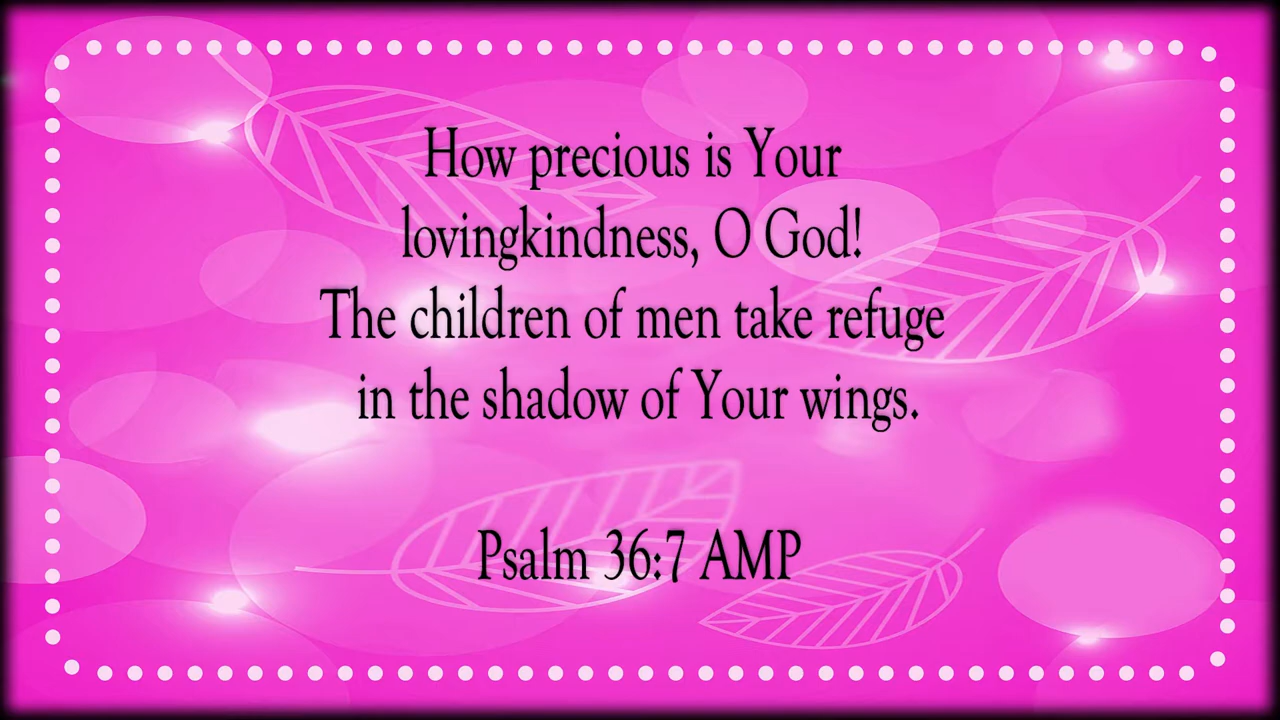 How precious is Your
lovingkindness, O God!
The children of men take refuge
in the shadow of Your wings.
Psalm 36:7 AMP